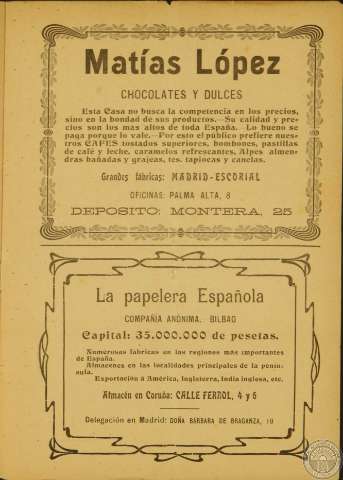 Matías López
CHOCOLATES Y DULCES
Esta Casa no busca la competencia en los precios,
sino en la bondad de sus productos.—Su calidad y pre-
cios son los mas altos de toda España.—Lo bueno se
paga porque lo vale.—Por esto el público prefiere nues-
tros CAFES tostados superiores, bombones, pastillas
de café y leche, caramelos refrescantes, Alpes almen-
dras bañadas y grajeas, tes, tapiocas y canelas.
Grandes fábricas: MADRID-ESCORIAL
OFICINAS: PALMA ALTA, 8
DEPOSITO: MONTERA, 25
La papelera Española
COMPAÑIA ANÓNIMA. BILBAO
Capital: 35.000.000 de pesetas.
Numerosas fabricas en las regiones más importantes
de España.
Almacenes en las localidades principales de la penín-
sula.
Exportación à América, Inglaterra, India inglesa, etc.
Almacén en Coruña: CALLE FERROL, 4 y 6
Delegación en Madrid: DOÑA BÁRBARA DE BRAGANZA, 10